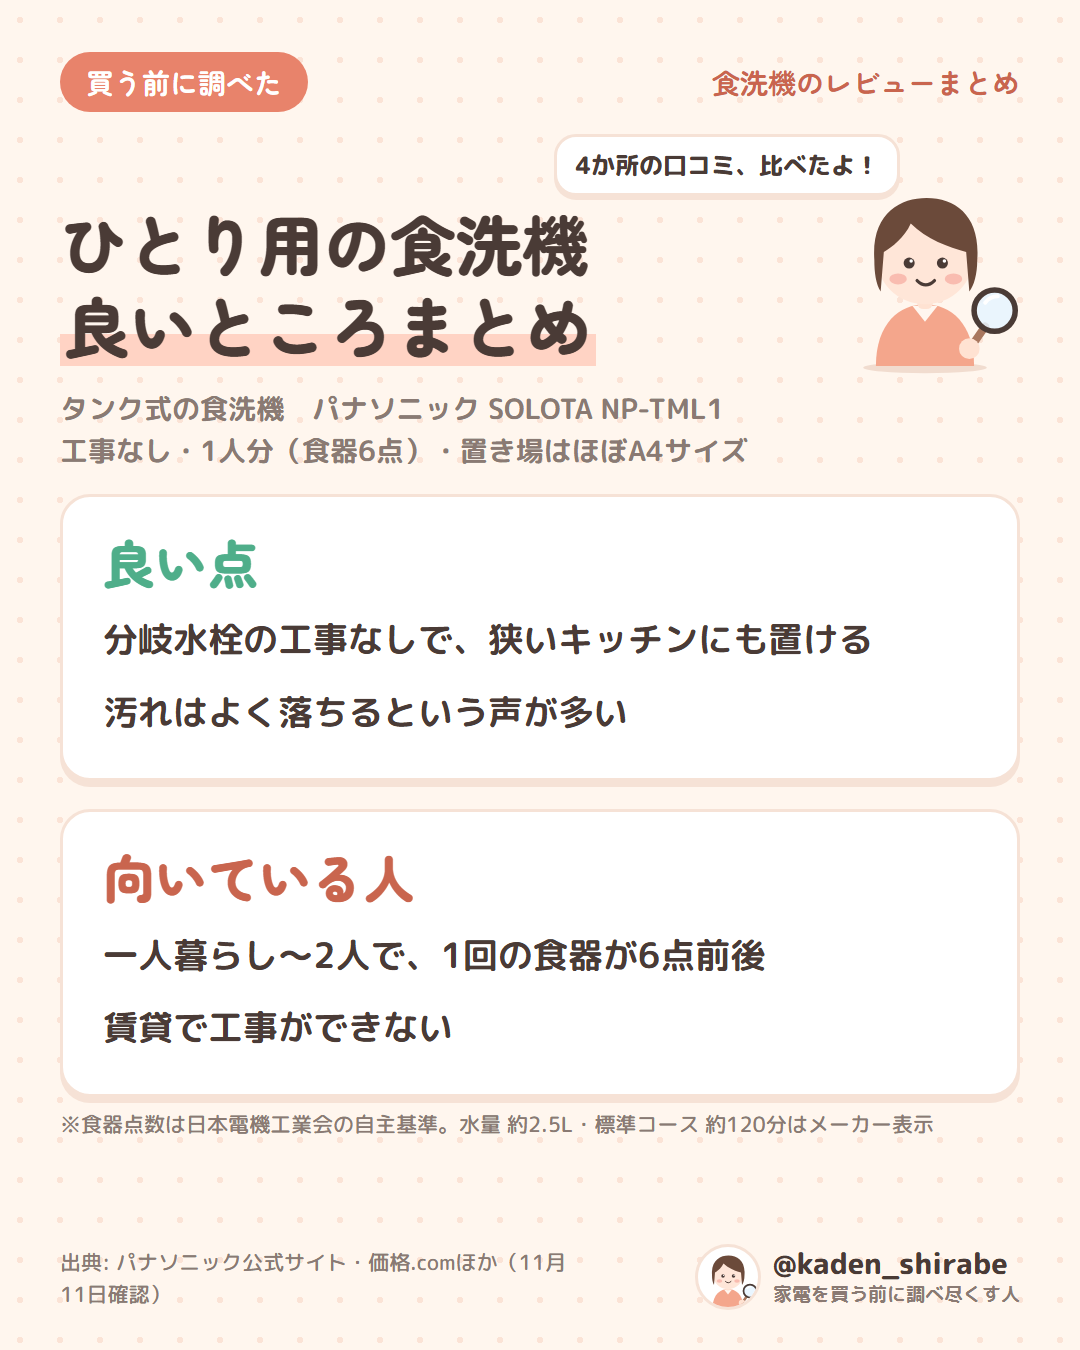 買う前に調べた
食洗機のレビューまとめ
4か所の口コミ、比べたよ！
ひとり用の食洗機
良いところまとめ
タンク式の食洗機　パナソニック SOLOTA NP-TML1
工事なし・1人分（食器6点）・置き場はほぼA4サイズ
良い点
分岐水栓の工事なしで、狭いキッチンにも置ける
汚れはよく落ちるという声が多い
向いている人
一人暮らし〜2人で、1回の食器が6点前後
賃貸で工事ができない
※食器点数は日本電機工業会の自主基準。水量 約2.5L・標準コース 約120分はメーカー表示
出典: パナソニック公式サイト・価格.comほか（11月
11日確認）
@kaden_shirabe
家電を買う前に調べ尽くす人